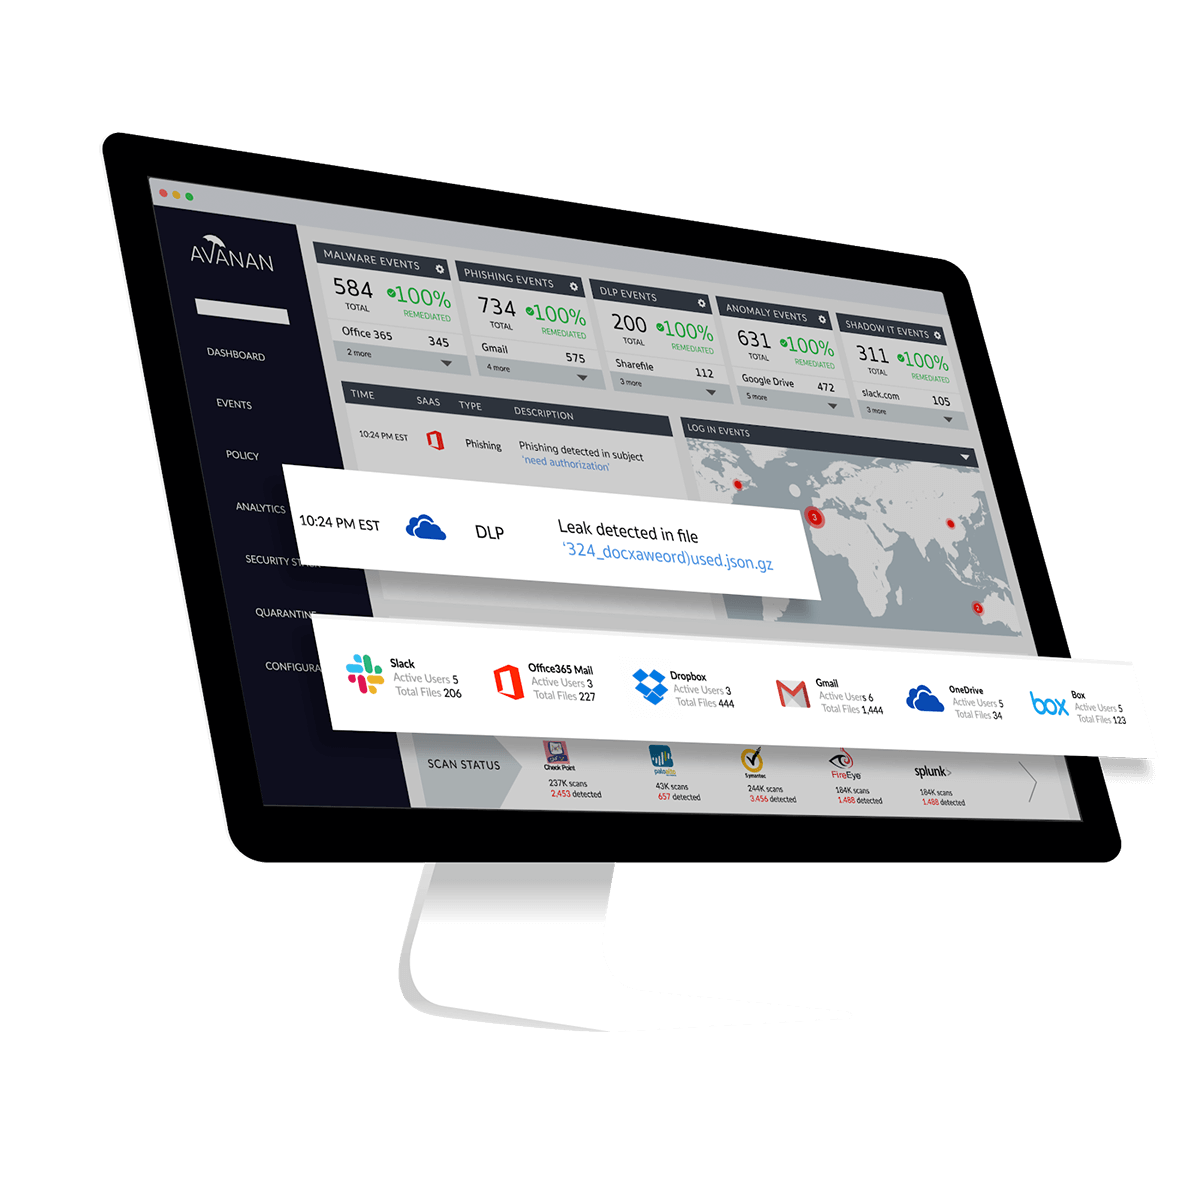 AVANAN
DASHBOARD
EVENTS
POLICY
ANALYTICS
SECURITY ST
QUARANTINE
CONFIGURA
MALWARE EVENTS
584
TOTAL
100%
REMEDIATED
Office 365 345
2 more
PHISHING EVENTS
734
TOTAL
100%
REMEDIATED
Gmail 575
4 more
DLP EVENTS
200
TOTAL
100%
REMEDIATED
Sharefile 112
3 more
ANOMALY EVENTS
631
TOTAL
100%
REMEDIATED
Google Drive 472
5 more
SHADOW IT EVENTS
311
TOTAL
100%
REMEDIATED
slack.com 105
3 more
TIME SAAS TYPE DESCRIPTION
10:24 PM EST Phishing Phishing detected in subject
'need authorization'
LOG IN EVENTS
3
2
10:24 PM EST DLP Leak detected in file
'324_docxaweord)used.json.gz
Slack
Active Users 5
Total Files 206
Office365 Mail
Active Users 3
Total Files 227
Dropbox
Active Users 3
Total Files 444
Gmail
Active Users 6
Total Files 1,444
OneDrive
Active Users 5
Total Files 34
box
Box
Active Users 5
Total Files 123
SCAN STATUS
Check Point
237K scans
2,453 detected
paloalto
43K scans
657 detected
Symantec
244K scans
3.456 detected
FireEye
184K scans
1.488 detected
splunk>
184K scans
1.488 detected